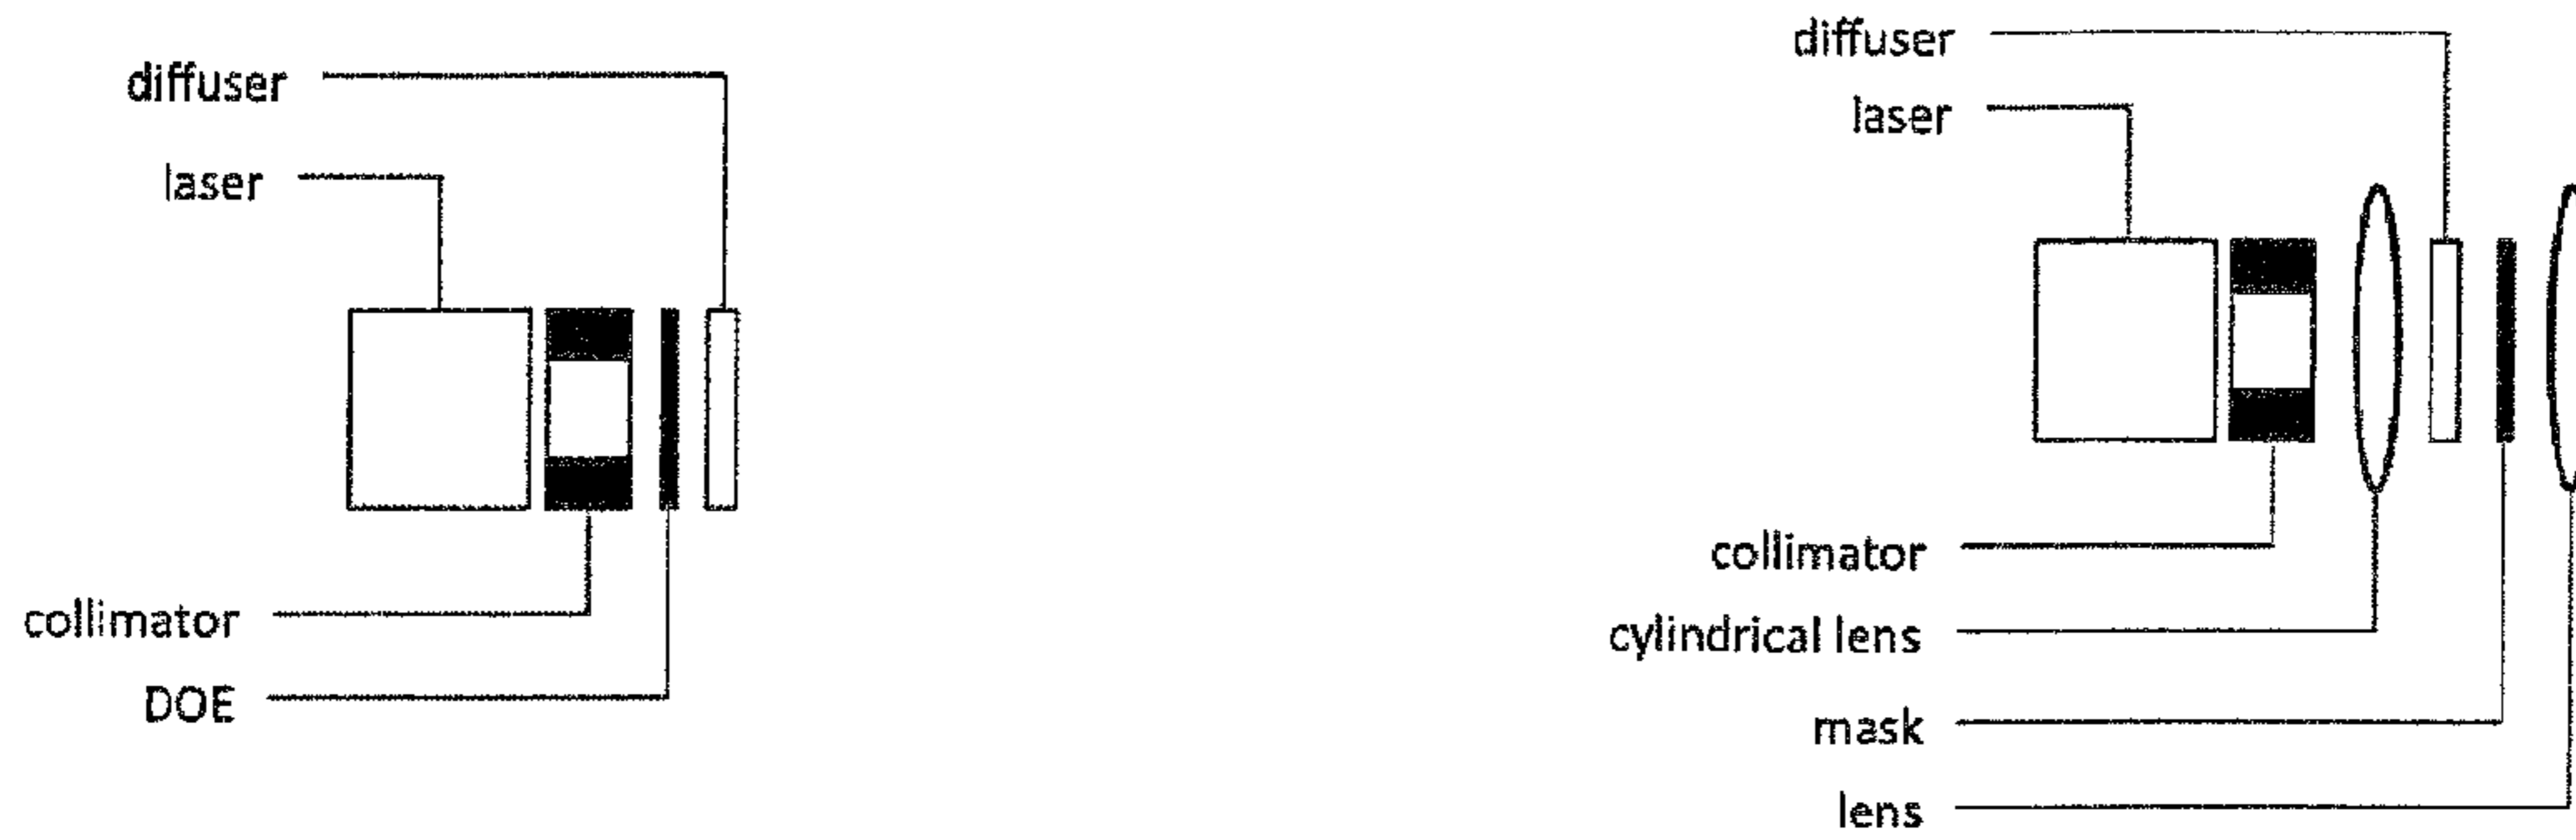 diffuser
laser
collimator
DOE
diffuser
laser
collimator
cylindrical lens
mask
lens